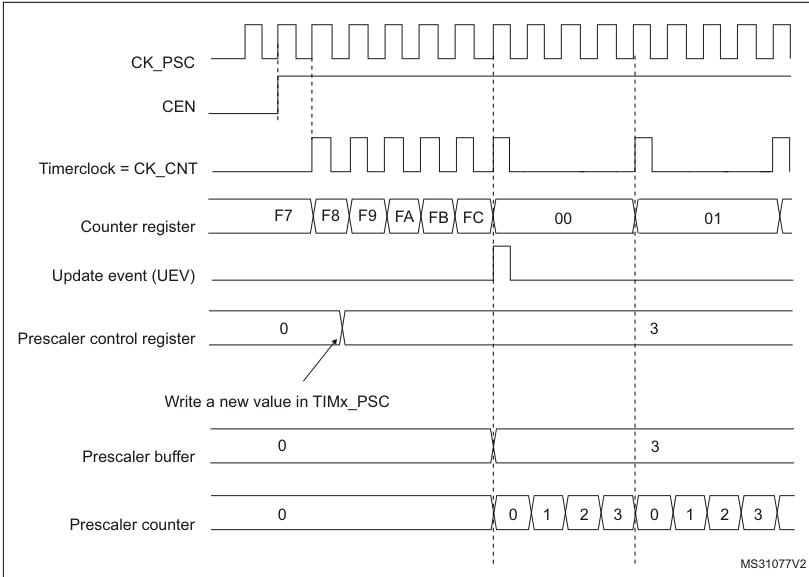 CK_PSC
CEN
Timerclock = CK_CNT
Counter register F7 F8 F9 FA FB FC 00 01
Update event (UEV)
Prescaler control register 0 3
Write a new value in TIMx_PSC
Prescaler buffer 0 3
Prescaler counter 0 0 1 2 3 0 1 2 3
MS31077V2